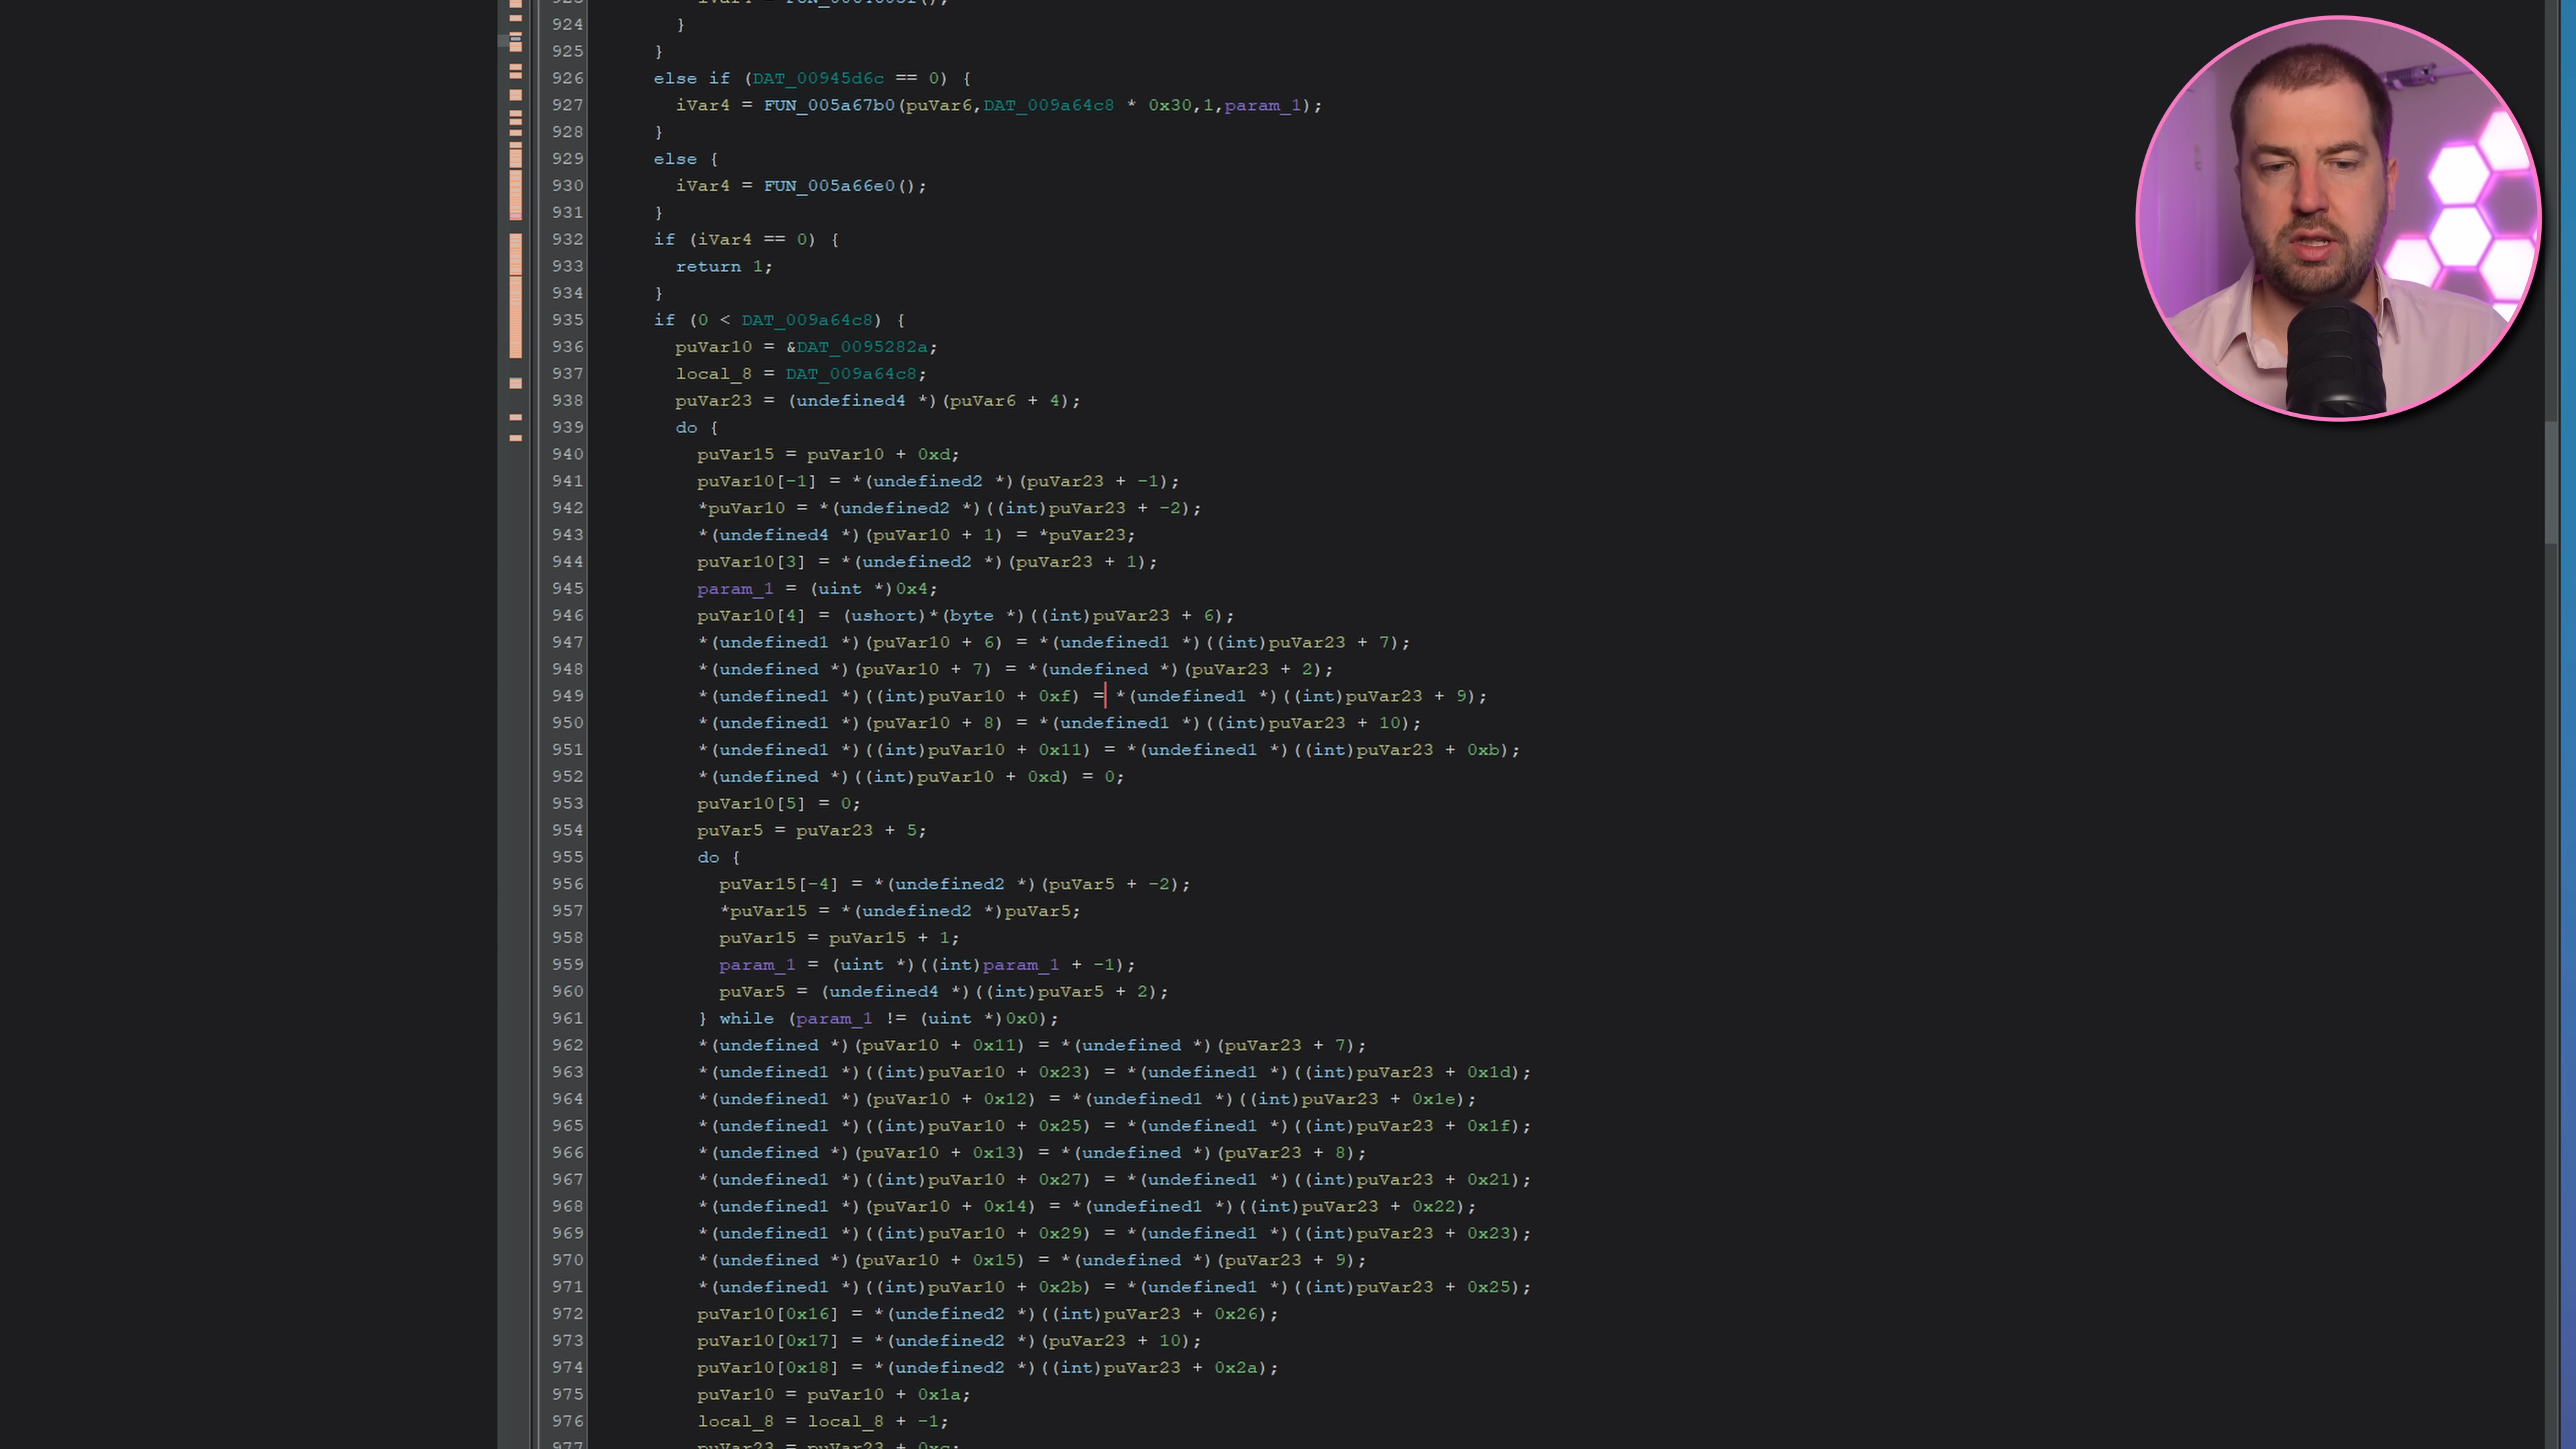 924 }
925 }
926 else if (DAT_00945d6c == 0) {
927 iVar4 = FUN_005a67b0(puVar6,DAT_009a64c8 * 0x30,1,param_1);
928 }
929 else {
930 iVar4 = FUN_005a66e0();
931 }
932 if (iVar4 == 0) {
933 return 1;
934 }
935 if (0 < DAT_009a64c8) {
936 puVar10 = &DAT_0095282a;
937 local_8 = DAT_009a64c8;
938 puVar23 = (undefined4 *)(puVar6 + 4);
939 do {
940 puVar15 = puVar10 + 0xd;
941 puVar10[-1] = *(undefined2 *)(puVar23 + -1);
942 *puVar10 = *(undefined2 *)((int)puVar23 + -2);
943 *(undefined4 *)(puVar10 + 1) = *puVar23;
944 puVar10[3] = *(undefined2 *)(puVar23 + 1);
945 param_1 = (uint *)0x4;
946 puVar10[4] = (ushort)*(byte *)((int)puVar23 + 6);
947 *(undefined1 *)(puVar10 + 6) = *(undefined1 *)((int)puVar23 + 7);
948 *(undefined *)(puVar10 + 7) = *(undefined *)(puVar23 + 2);
949 *(undefined1 *)((int)puVar10 + 0xf) = *(undefined1 *)((int)puVar23 + 9);
950 *(undefined1 *)(puVar10 + 8) = *(undefined1 *)((int)puVar23 + 10);
951 *(undefined1 *)((int)puVar10 + 0x11) = *(undefined1 *)((int)puVar23 + 0xb);
952 *(undefined *)((int)puVar10 + 0xd) = 0;
953 puVar10[5] = 0;
954 puVar5 = puVar23 + 5;
955 do {
956 puVar15[-4] = *(undefined2 *)(puVar5 + -2);
957 *puVar15 = *(undefined2 *)puVar5;
958 puVar15 = puVar15 + 1;
959 param_1 = (uint *)((int)param_1 + -1);
960 puVar5 = (undefined4 *)((int)puVar5 + 2);
961 } while (param_1 != (uint *)0x0);
962 *(undefined *)(puVar10 + 0x11) = *(undefined *)(puVar23 + 7);
963 *(undefined1 *)((int)puVar10 + 0x23) = *(undefined1 *)((int)puVar23 + 0x1d);
964 *(undefined1 *)(puVar10 + 0x12) = *(undefined1 *)((int)puVar23 + 0x1e);
965 *(undefined1 *)((int)puVar10 + 0x25) = *(undefined1 *)((int)puVar23 + 0x1f);
966 *(undefined *)(puVar10 + 0x13) = *(undefined *)(puVar23 + 8);
967 *(undefined1 *)((int)puVar10 + 0x27) = *(undefined1 *)((int)puVar23 + 0x21);
968 *(undefined1 *)(puVar10 + 0x14) = *(undefined1 *)((int)puVar23 + 0x22);
969 *(undefined1 *)((int)puVar10 + 0x29) = *(undefined1 *)((int)puVar23 + 0x23);
970 *(undefined *)(puVar10 + 0x15) = *(undefined *)(puVar23 + 9);
971 *(undefined1 *)((int)puVar10 + 0x2b) = *(undefined1 *)((int)puVar23 + 0x25);
972 puVar10[0x16] = *(undefined2 *)((int)puVar23 + 0x26);
973 puVar10[0x17] = *(undefined2 *)(puVar23 + 10);
974 puVar10[0x18] = *(undefined2 *)((int)puVar23 + 0x2a);
975 puVar10 = puVar10 + 0x1a;
976 local_8 = local_8 + -1;
977 puVar23 = puVar23 + 0xc;